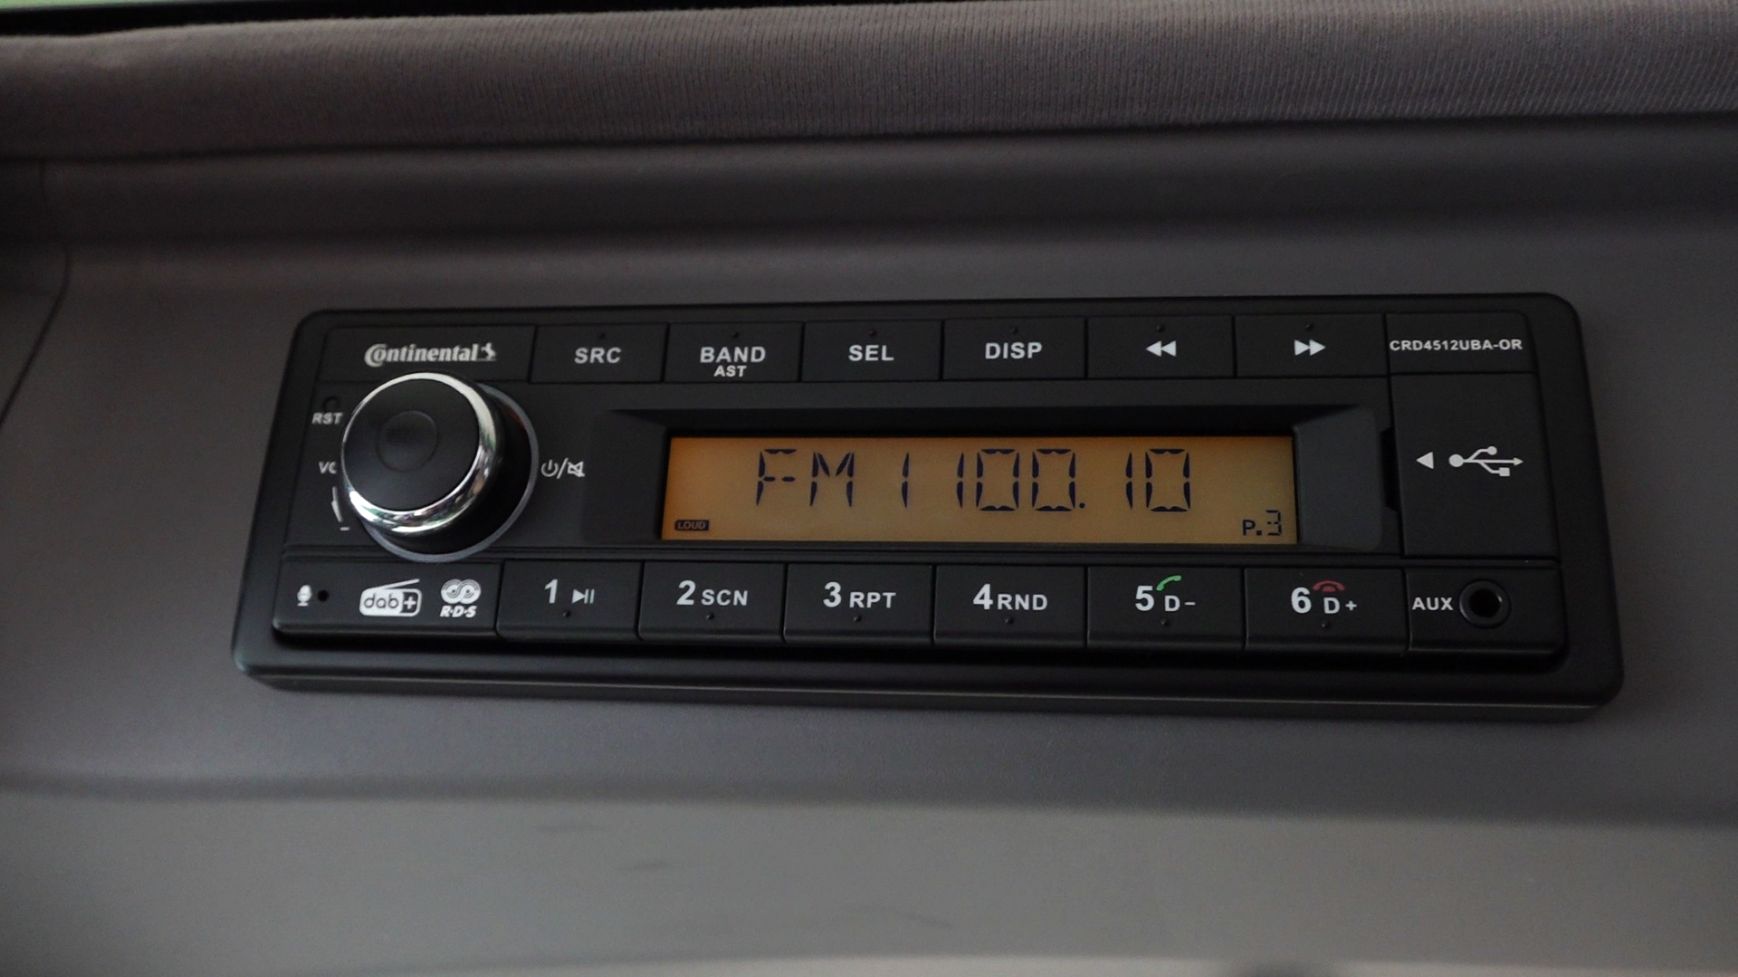 Continental
SRC
BAND
AST
SEL
DISP
CRD4512UBA-OR
RST
FM 1 100.10
LOUD
P.3
dab+
R·D·S
1
2 SCN
3 RPT
4 RND
5 D-
6 D+
AUX